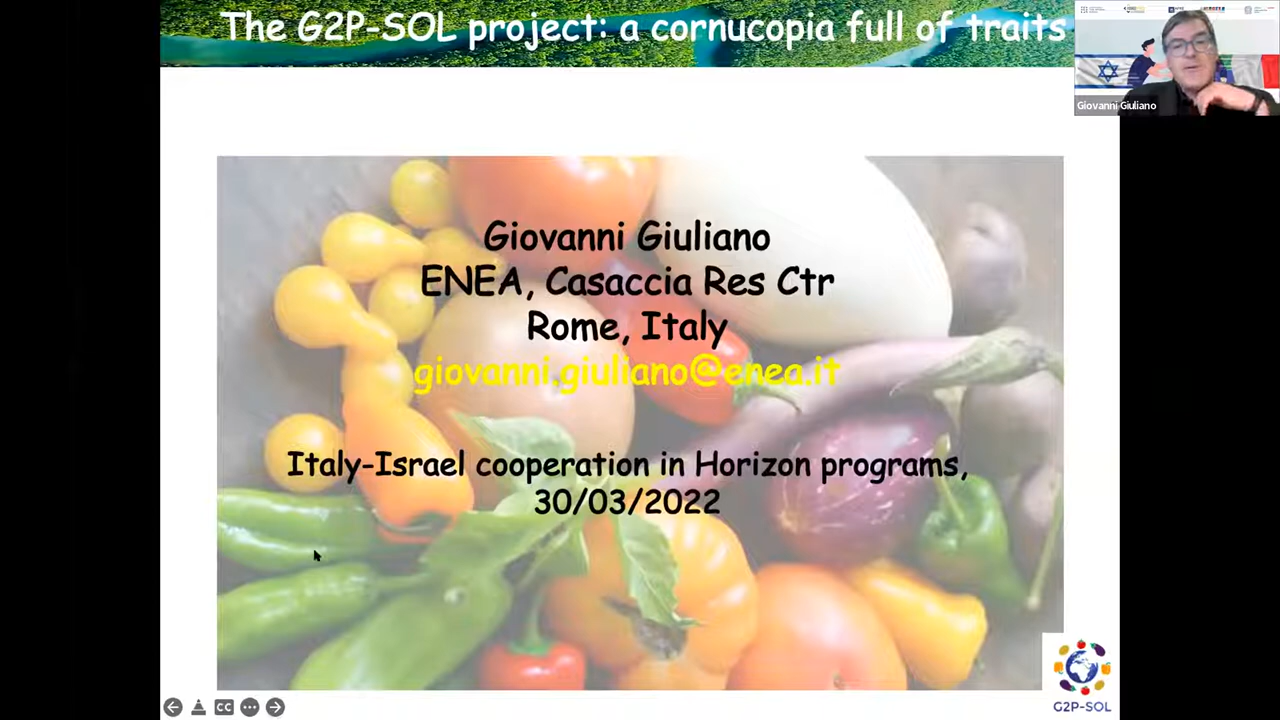 The G2P-SOL project: a cornucopia full of traits
Giovanni Giuliano
Giovanni Giuliano
ENEA, Casaccia Res Ctr
Rome, Italy
giovanni.giuliano@enea.it
Italy-Israel cooperation in Horizon programs,
30/03/2022
G2P-SOL
CC